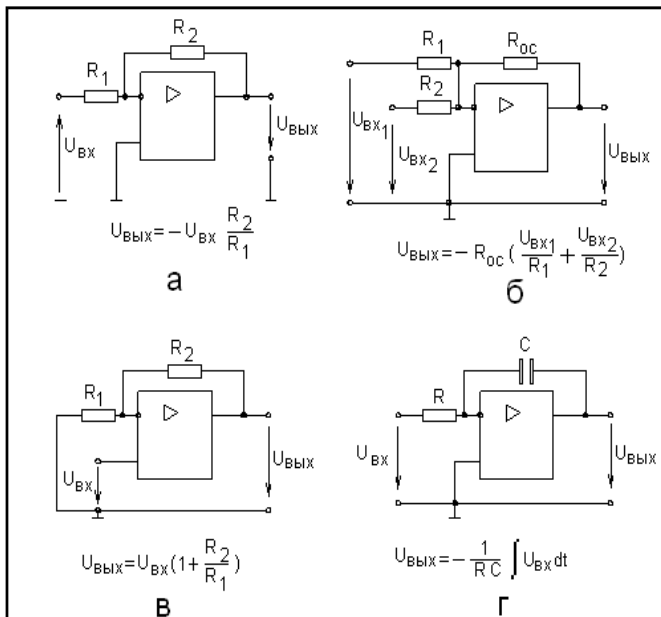 R₂
R₁
▷
Uвх
Uвых
Uвых=−Uвх R₂/R₁
а
R₁
Rос
R₂
▷
Uвх₁
Uвх₂
Uвых
Uвых=− Rос (Uвх₁/R₁ + Uвх₂/R₂)
б
R₂
R₁
▷
Uвх
Uвых
Uвых=Uвх(1+R₂/R₁)
в
C
R
▷
Uвх
Uвых
Uвых=− 1/RC ∫ Uвх dt
г